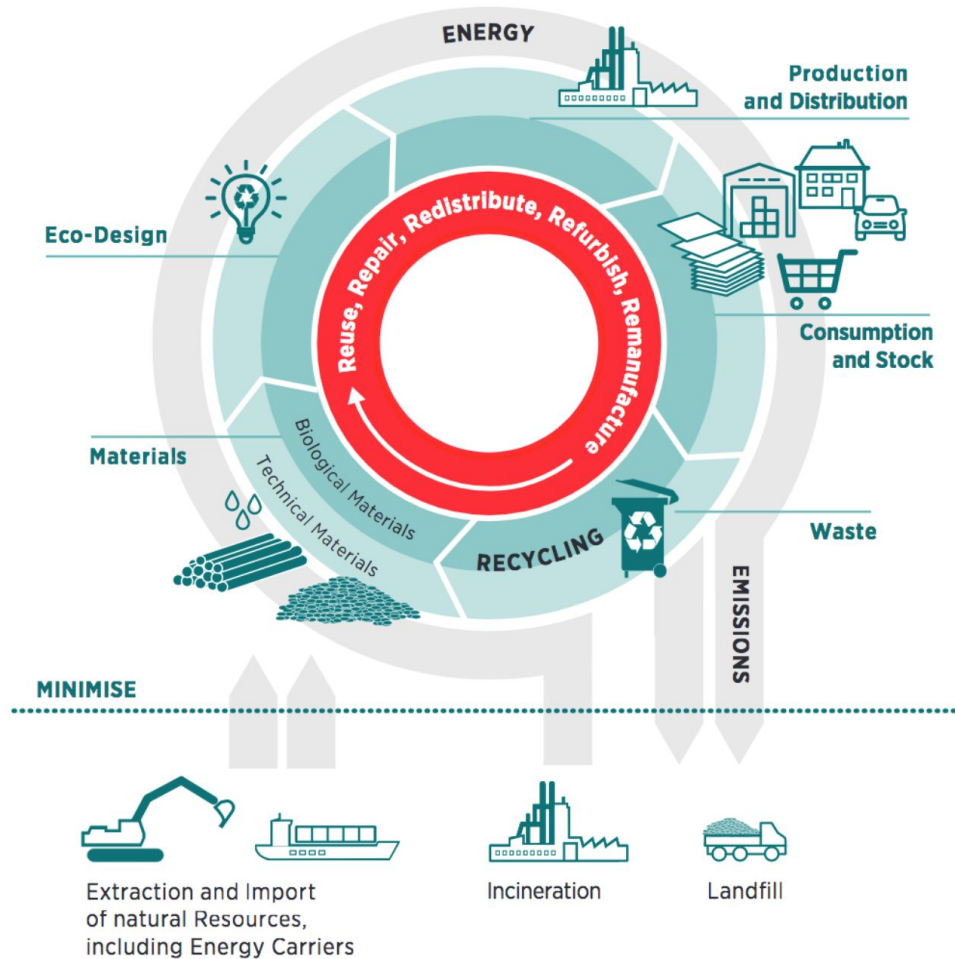 ENERGY
Production
and Distribution
Eco-Design
Reuse, Repair, Redistribute, Refurbish, Remanufacture
Consumption
and Stock
Materials
Biological Materials
Technical Materials
RECYCLING
Waste
EMISSIONS
MINIMISE
Extraction and Import
of natural Resources,
including Energy Carriers
Incineration
Landfill